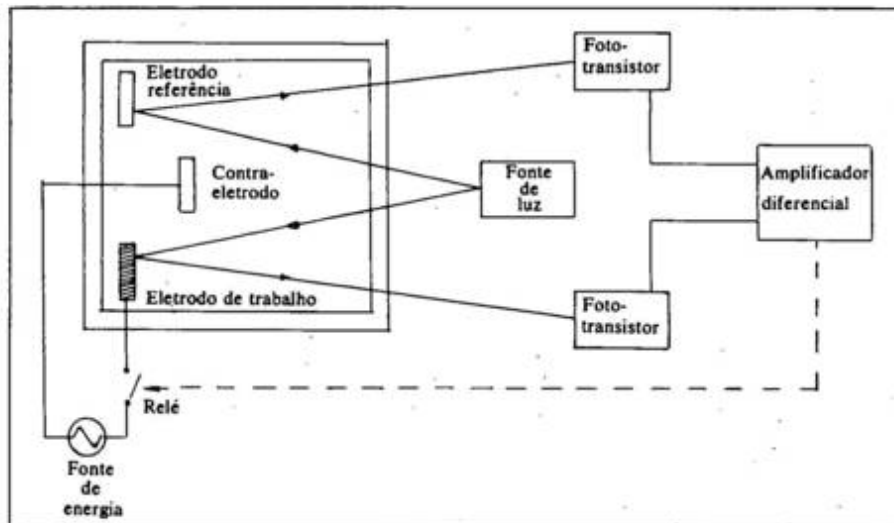 Eletrodo
referência
Contra-
eletrodo
Eletrodo de trabalho
Relé
Fonte
de
energia
Fonte
de
luz
Foto-
transistor
Foto-
transistor
Amplificador
diferencial